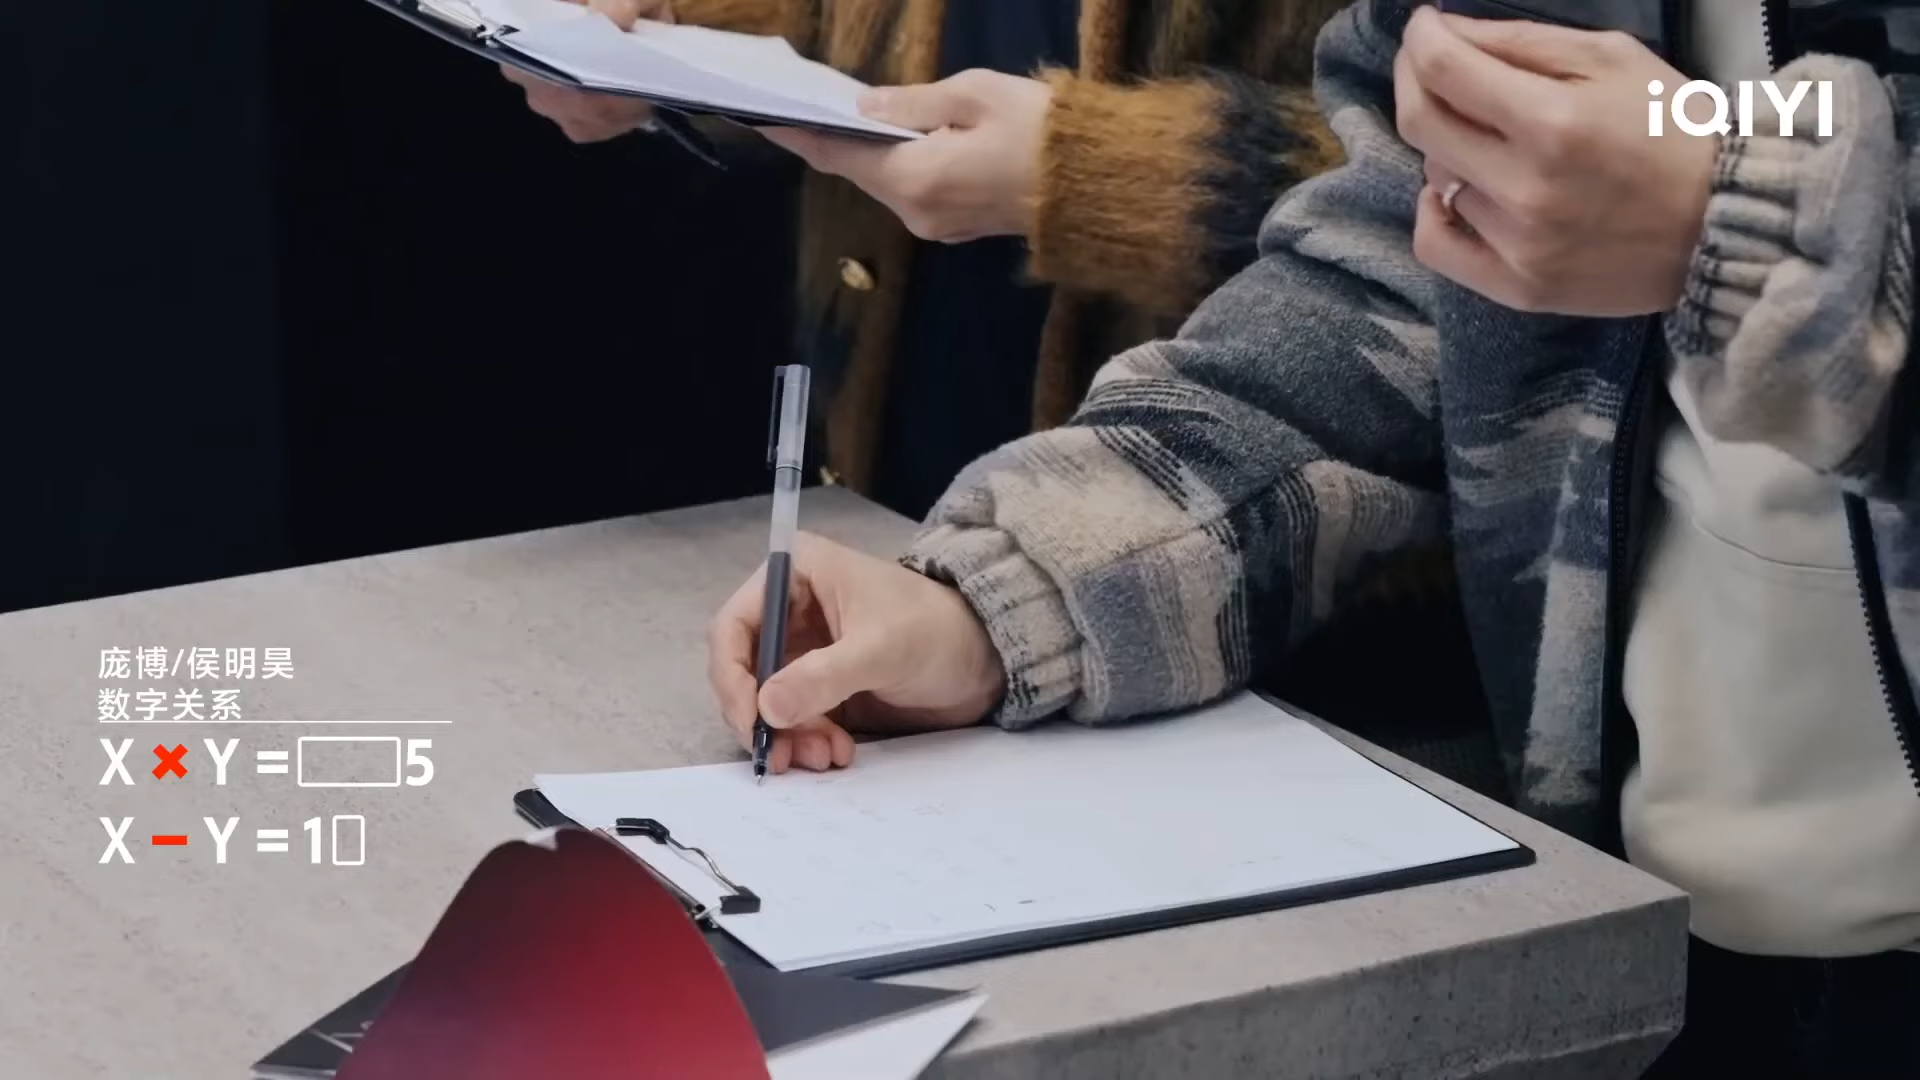 iQIYI
庞博/侯明昊
数字关系
X × Y = □5
X − Y = 1□